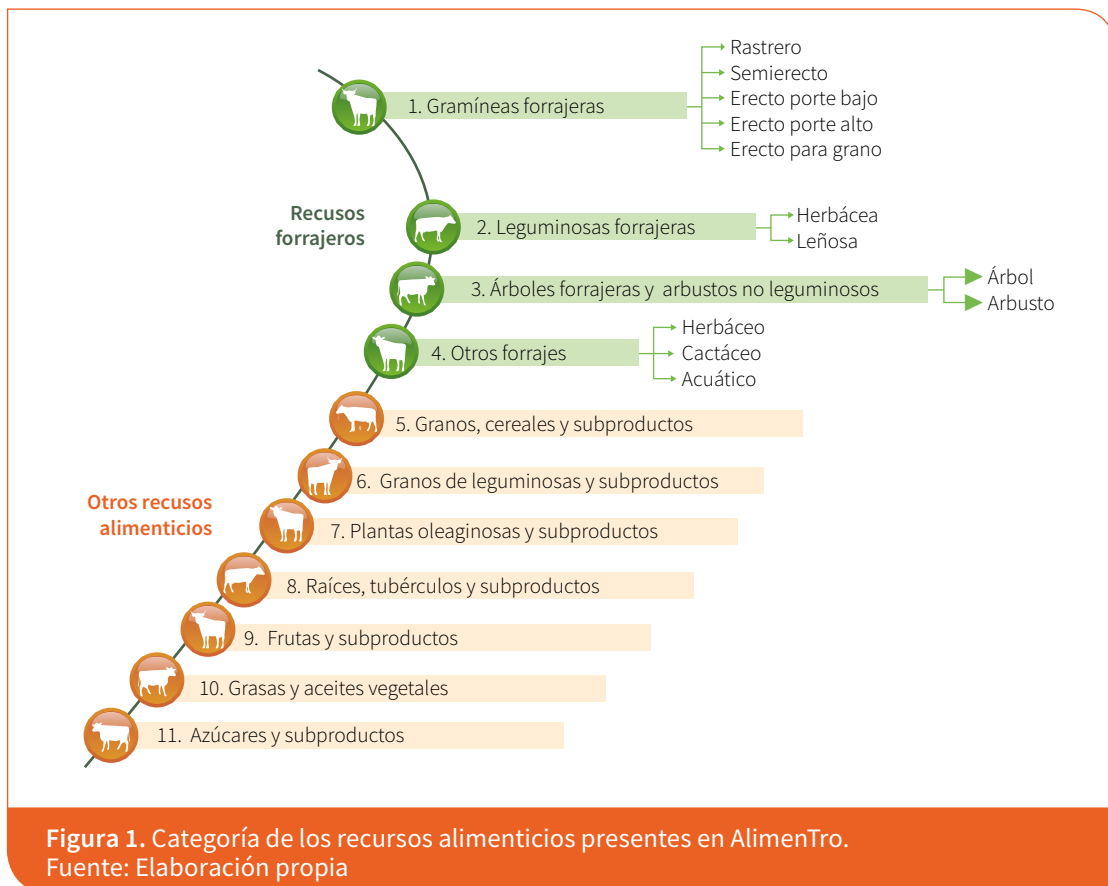 1. Gramíneas forrajeras
Rastrero
Semierecto
Erecto porte bajo
Erecto porte alto
Erecto para grano
Recusos
forrajeros
2. Leguminosas forrajeras
Herbácea
Leñosa
3. Árboles forrajeras y arbustos no leguminosos
Árbol
Arbusto
4. Otros forrajes
Herbáceo
Cactáceo
Acuático
5. Granos, cereales y subproductos
6. Granos de leguminosas y subproductos
Otros recusos
alimenticios
7. Plantas oleaginosas y subproductos
8. Raíces, tubérculos y subproductos
9. Frutas y subproductos
10. Grasas y aceites vegetales
11. Azúcares y subproductos
Figura 1. Categoría de los recursos alimenticios presentes en AlimenTro.
Fuente: Elaboración propia